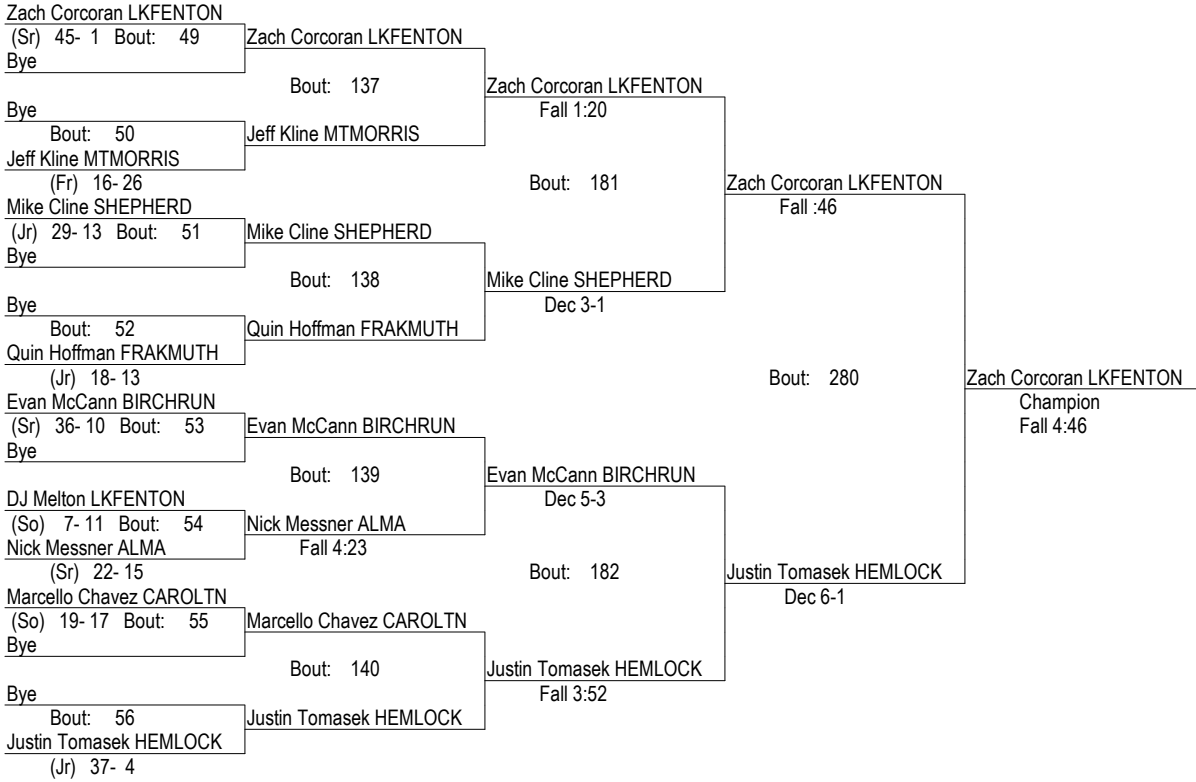 Zach Corcoran LKFENTON
(Sr) 45- 1 Bout: 49
Bye
Bye
Bout: 50
Jeff Kline MTMORRIS
(Fr) 16- 26
Mike Cline SHEPHERD
(Jr) 29- 13 Bout: 51
Bye
Bye
Bout: 52
Quin Hoffman FRAKMUTH
(Jr) 18- 13
Evan McCann BIRCHRUN
(Sr) 36- 10 Bout: 53
Bye
DJ Melton LKFENTON
(So) 7- 11 Bout: 54
Nick Messner ALMA
(Sr) 22- 15
Marcello Chavez CAROLTN
(So) 19- 17 Bout: 55
Bye
Bye
Bout: 56
Justin Tomasek HEMLOCK
(Jr) 37- 4
Zach Corcoran LKFENTON
Bout: 137
Jeff Kline MTMORRIS
Mike Cline SHEPHERD
Bout: 138
Quin Hoffman FRAKMUTH
Evan McCann BIRCHRUN
Bout: 139
Nick Messner ALMA
Fall 4:23
Marcello Chavez CAROLTN
Bout: 140
Justin Tomasek HEMLOCK
Zach Corcoran LKFENTON
Fall 1:20
Bout: 181
Mike Cline SHEPHERD
Dec 3-1
Evan McCann BIRCHRUN
Dec 5-3
Bout: 182
Justin Tomasek HEMLOCK
Fall 3:52
Zach Corcoran LKFENTON
Fall :46
Bout: 280
Justin Tomasek HEMLOCK
Dec 6-1
Zach Corcoran LKFENTON
Champion
Fall 4:46